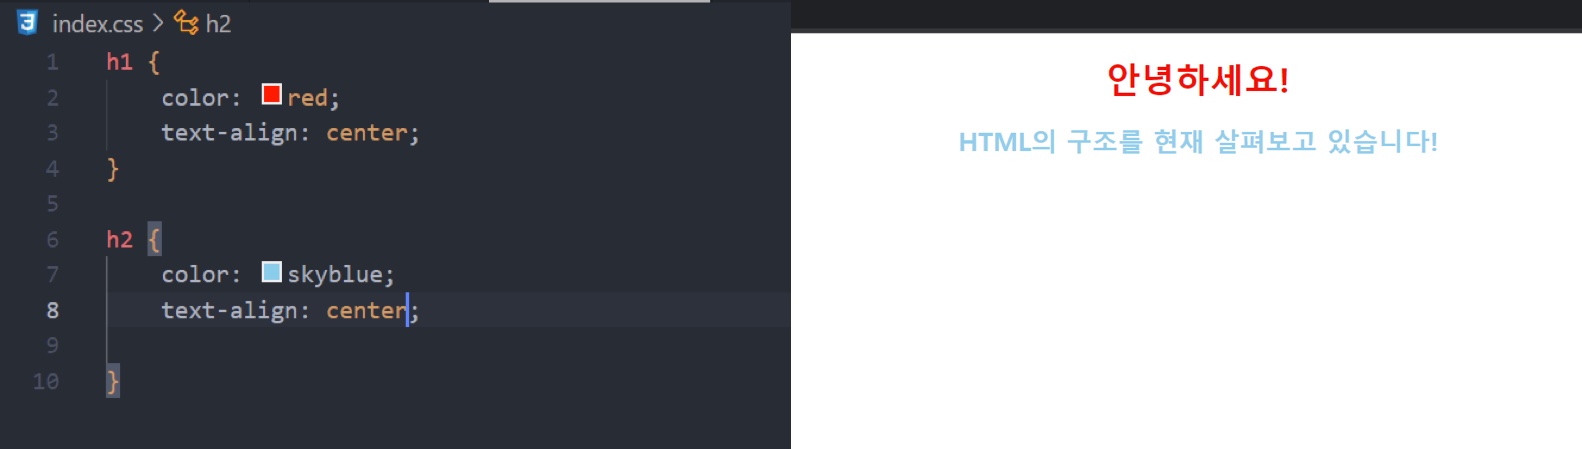 index.css > h2
1 h1 {
2 color: red;
3 text-align: center;
4 }
5
6 h2 {
7 color: skyblue;
8 text-align: center;
9
10 }
안녕하세요!
HTML의 구조를 현재 살펴보고 있습니다!